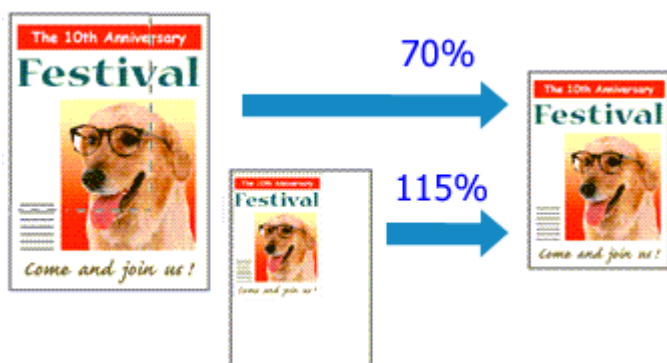 The 10th Anniversary
Festival
Come and join us!
70%
The 10th Anniversary
Festival
Come and join us!
115%
The 10th Anniversary
Festival
Come and join us!